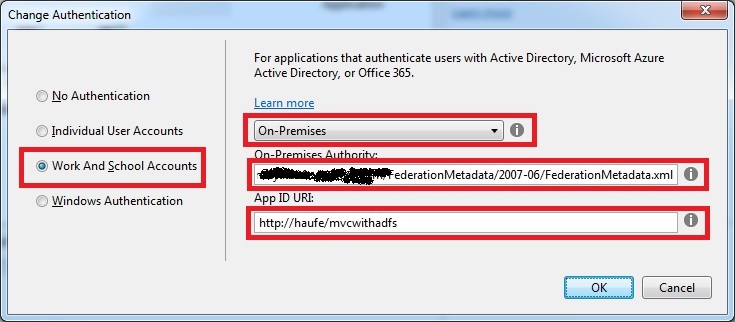 Change Authentication
For applications that authenticate users with Active Directory, Microsoft Azure
Active Directory, or Office 365.
Learn more
No Authentication
Individual User Accounts
Work And School Accounts
Windows Authentication
On-Premises
On-Premises Authority:
/FederationMetadata/2007-06/FederationMetadata.xml
App ID URI:
http://haufe/mvcwithadfs
OK
Cancel